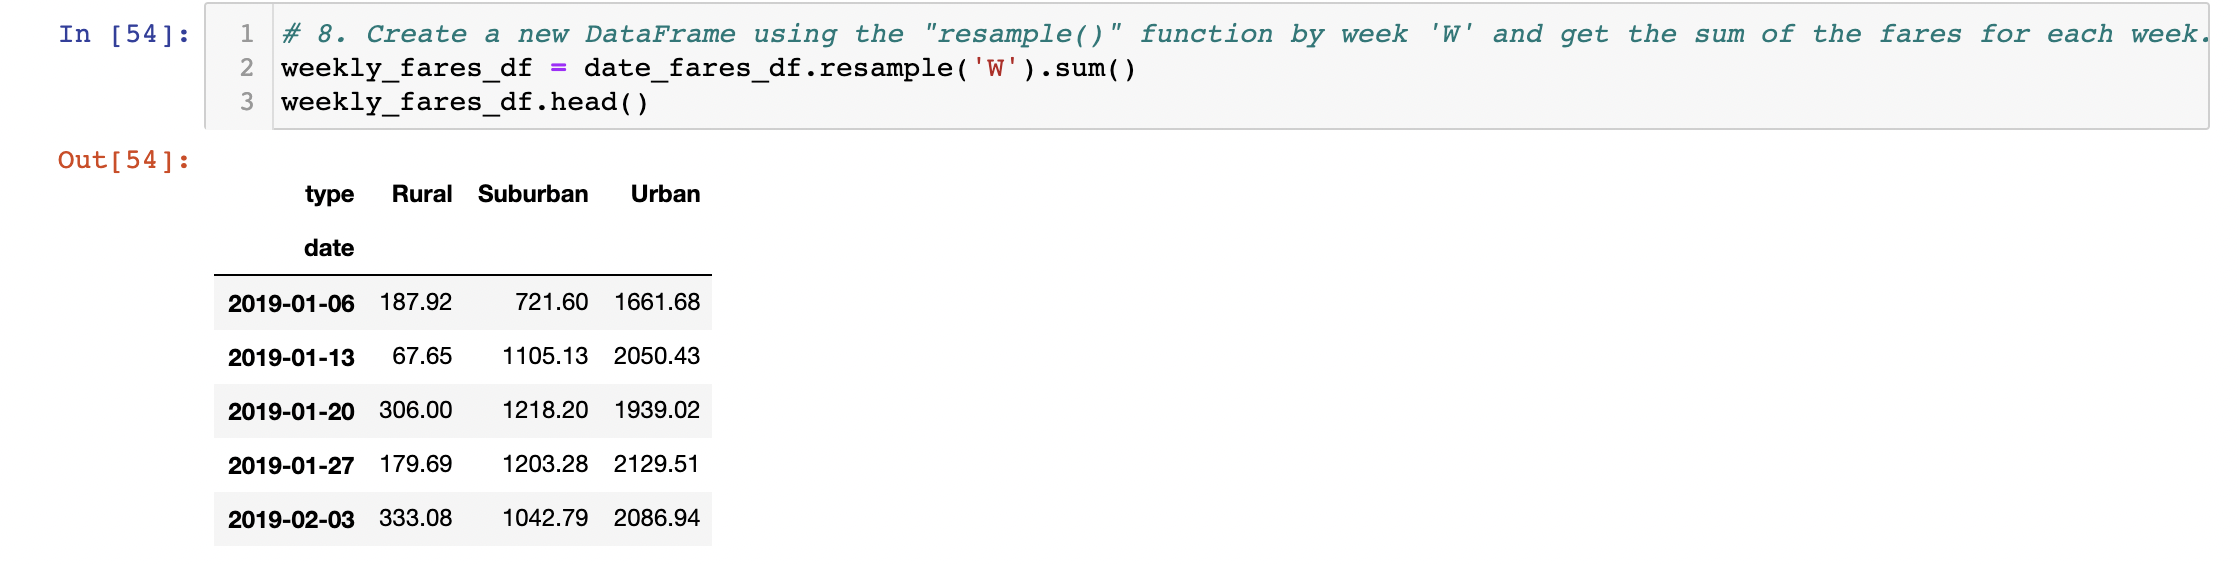 In [54]:
1 # 8. Create a new DataFrame using the "resample()" function by week 'W' and get the sum of the fares for each week.
2 weekly_fares_df = date_fares_df.resample('W').sum()
3 weekly_fares_df.head()
Out[54]:
type Rural Suburban Urban
date
2019-01-06 187.92 721.60 1661.68
2019-01-13 67.65 1105.13 2050.43
2019-01-20 306.00 1218.20 1939.02
2019-01-27 179.69 1203.28 2129.51
2019-02-03 333.08 1042.79 2086.94